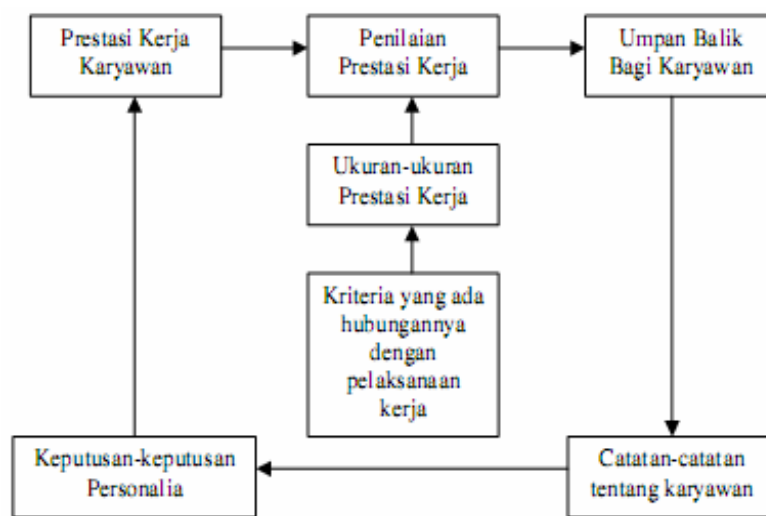 Prestasi Kerja
Karyawan
Penilaian
Prestasi Kerja
Umpan Balik
Bagi Karyawan
Ukuran-ukuran
Prestasi Kerja
Kriteria yang ada
hubungannya
dengan
pelaksanaan
kerja
Keputusan-keputusan
Personalia
Catatan-catatan
tentang karyawan